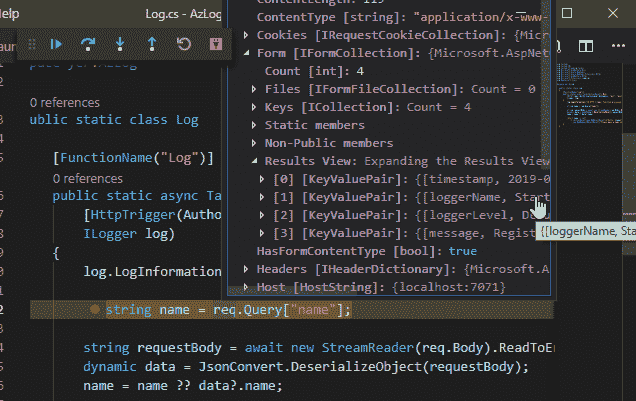 Help
Log.cs - AzLog
ContentType [string]: "application/x-www-
Cookies [IRequestCookieCollection]: {Mic
Form [IFormCollection]: {Microsoft.AspNet
Count [int]: 4
Files [IFormFileCollection]: Count = 0
Keys [ICollection]: Count = 4
Static members
Non-Public members
Results View: Expanding the Results View
[0] [KeyValuePair]: {[timestamp, 2019-0
[1] [KeyValuePair]: {[loggerName, Start
[2] [KeyValuePair]: {[loggerLevel, D
[3] [KeyValuePair]: {[message, Regist
{[loggerName, Sta
HasFormContentType [bool]: true
Headers [IHeaderDictionary]: {Microsoft.A
Host [HostString]: {localhost:7071}
0 references
ublic static class Log
[FunctionName("Log")]
0 references
public static async Ta
[HttpTrigger(Autho
ILogger log)
{
log.LogInformation
string name = req.Query["name"];
string requestBody = await new StreamReader(req.Body).ReadToE
dynamic data = JsonConvert.DeserializeObject(requestBody);
name = name ?? data?.name;